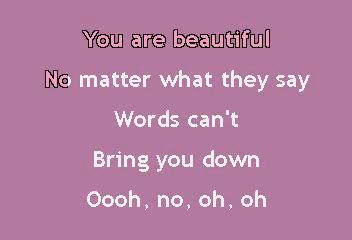 You are beautiful
No matter what they say
Words can't
Bring you down
Oooh, no, oh, oh